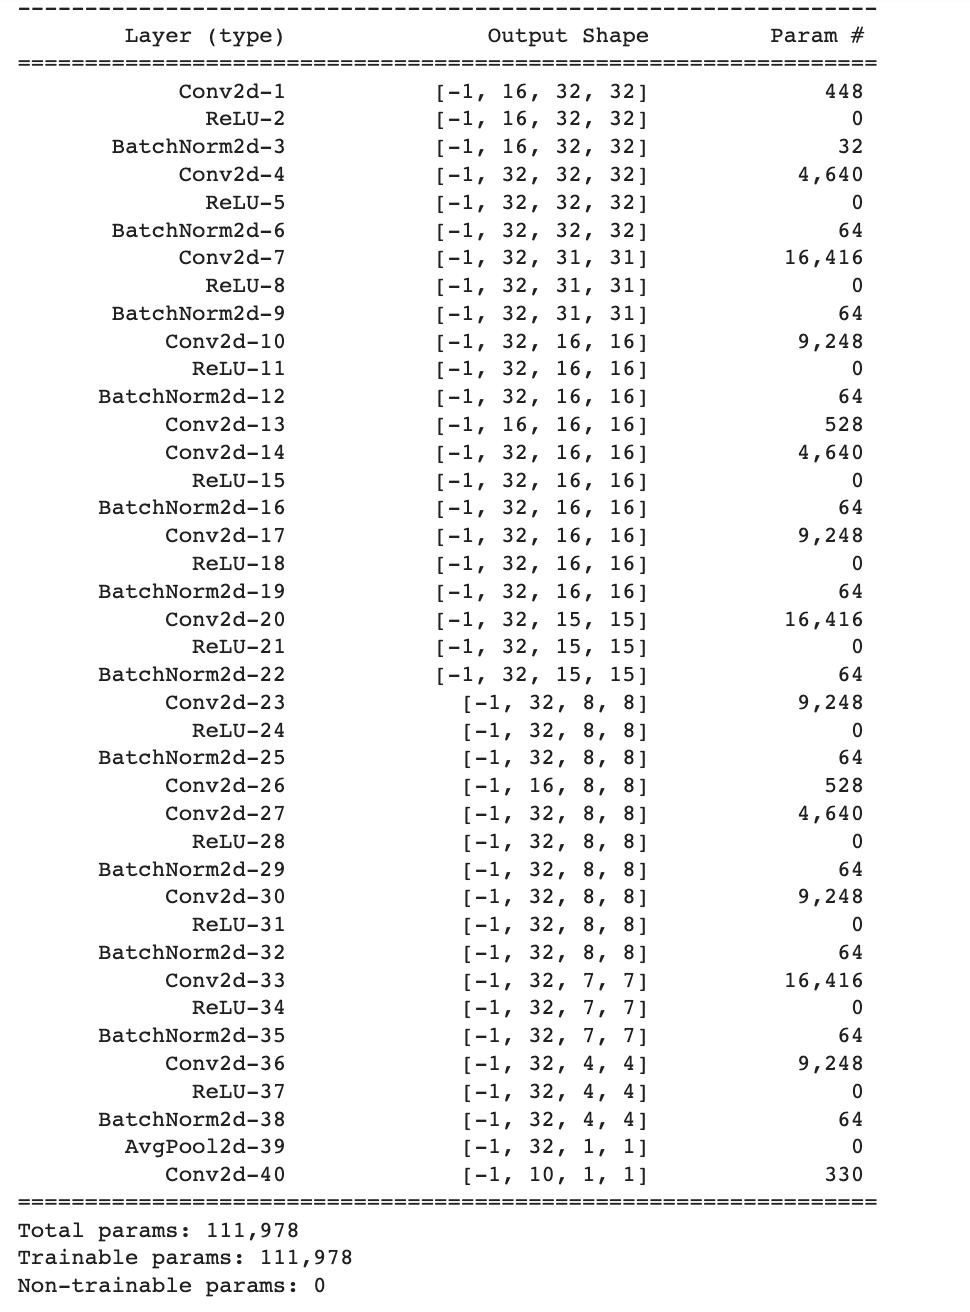 ----------------------------------------------------------------
Layer (type) Output Shape Param #
================================================================
Conv2d-1 [-1, 16, 32, 32] 448
ReLU-2 [-1, 16, 32, 32] 0
BatchNorm2d-3 [-1, 16, 32, 32] 32
Conv2d-4 [-1, 32, 32, 32] 4,640
ReLU-5 [-1, 32, 32, 32] 0
BatchNorm2d-6 [-1, 32, 32, 32] 64
Conv2d-7 [-1, 32, 31, 31] 16,416
ReLU-8 [-1, 32, 31, 31] 0
BatchNorm2d-9 [-1, 32, 31, 31] 64
Conv2d-10 [-1, 32, 16, 16] 9,248
ReLU-11 [-1, 32, 16, 16] 0
BatchNorm2d-12 [-1, 32, 16, 16] 64
Conv2d-13 [-1, 16, 16, 16] 528
Conv2d-14 [-1, 32, 16, 16] 4,640
ReLU-15 [-1, 32, 16, 16] 0
BatchNorm2d-16 [-1, 32, 16, 16] 64
Conv2d-17 [-1, 32, 16, 16] 9,248
ReLU-18 [-1, 32, 16, 16] 0
BatchNorm2d-19 [-1, 32, 16, 16] 64
Conv2d-20 [-1, 32, 15, 15] 16,416
ReLU-21 [-1, 32, 15, 15] 0
BatchNorm2d-22 [-1, 32, 15, 15] 64
Conv2d-23 [-1, 32, 8, 8] 9,248
ReLU-24 [-1, 32, 8, 8] 0
BatchNorm2d-25 [-1, 32, 8, 8] 64
Conv2d-26 [-1, 16, 8, 8] 528
Conv2d-27 [-1, 32, 8, 8] 4,640
ReLU-28 [-1, 32, 8, 8] 0
BatchNorm2d-29 [-1, 32, 8, 8] 64
Conv2d-30 [-1, 32, 8, 8] 9,248
ReLU-31 [-1, 32, 8, 8] 0
BatchNorm2d-32 [-1, 32, 8, 8] 64
Conv2d-33 [-1, 32, 7, 7] 16,416
ReLU-34 [-1, 32, 7, 7] 0
BatchNorm2d-35 [-1, 32, 7, 7] 64
Conv2d-36 [-1, 32, 4, 4] 9,248
ReLU-37 [-1, 32, 4, 4] 0
BatchNorm2d-38 [-1, 32, 4, 4] 64
AvgPool2d-39 [-1, 32, 1, 1] 0
Conv2d-40 [-1, 10, 1, 1] 330
================================================================
Total params: 111,978
Trainable params: 111,978
Non-trainable params: 0